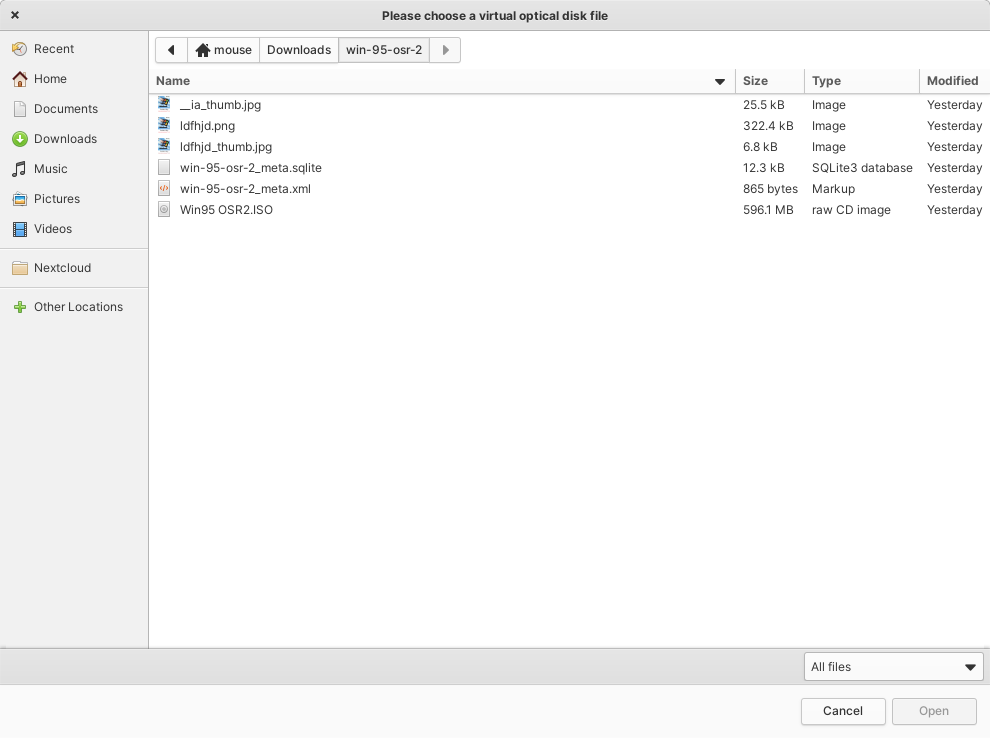 Please choose a virtual optical disk file
Recent
Home
Documents
Downloads
Music
Pictures
Videos
Nextcloud
Other Locations
mouse Downloads win-95-osr-2
Name Size Type Modified
__ia_thumb.jpg 25.5 kB Image Yesterday
ldfhjd.png 322.4 kB Image Yesterday
ldfhjd_thumb.jpg 6.8 kB Image Yesterday
win-95-osr-2_meta.sqlite 12.3 kB SQLite3 database Yesterday
win-95-osr-2_meta.xml 865 bytes Markup Yesterday
Win95 OSR2.ISO 596.1 MB raw CD image Yesterday
All files
Cancel Open